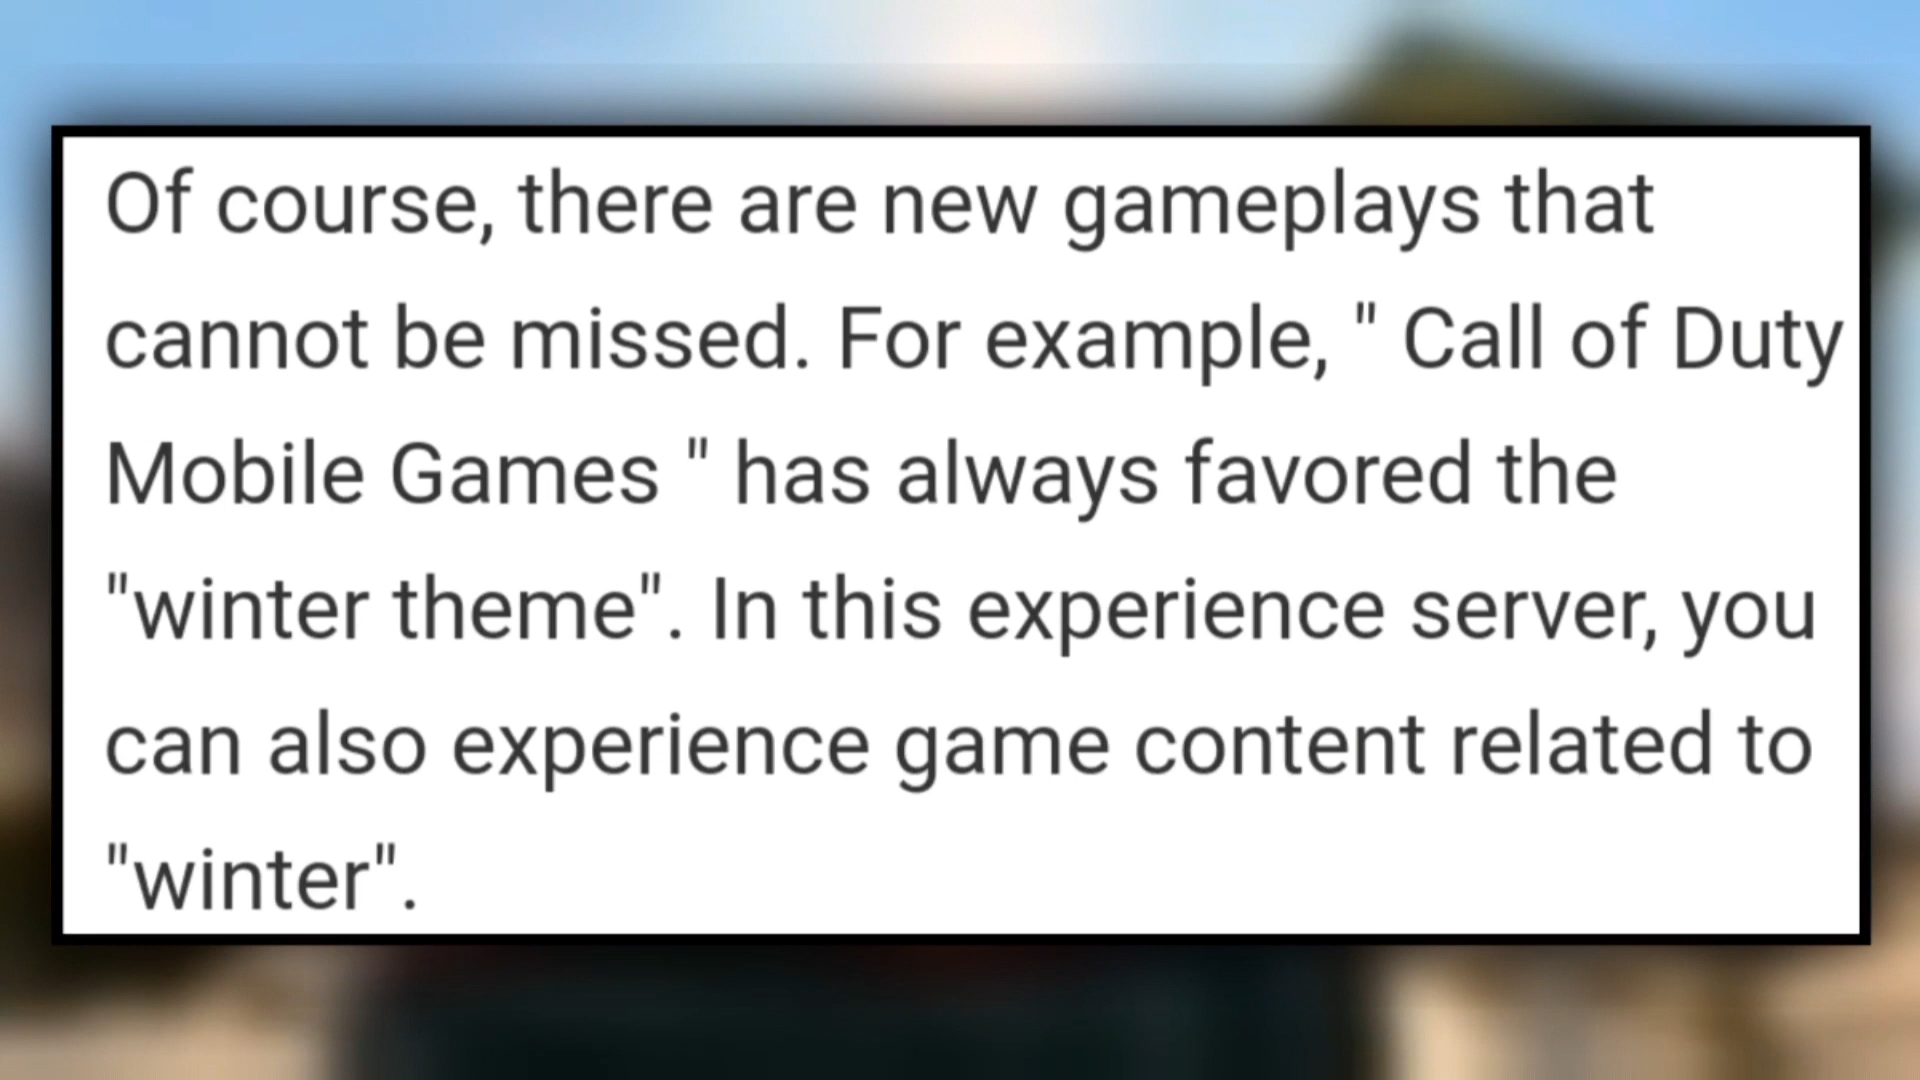 Of course, there are new gameplays that
cannot be missed. For example, " Call of Duty
Mobile Games " has always favored the
"winter theme". In this experience server, you
can also experience game content related to
"winter".